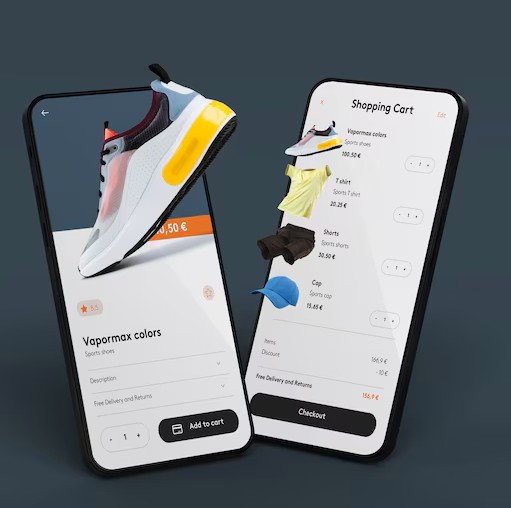 0,50 €
Vapormax colors
Sports shoes
Description
Free Delivery and Returns
- 1 +
Add to cart
Shopping Cart
Edit
Vapormax colors
Sports shoes
100.50 €
- 1 +
T shirt
Sports T shirt
20.25 €
- 1 +
Shorts
Sports shorts
30.50 €
- 1 +
Cap
Sports cap
15.65 €
- 1 +
Items
166,9 €
Discount
- 10 €
Free Delivery and Returns
156,9 €
Checkout